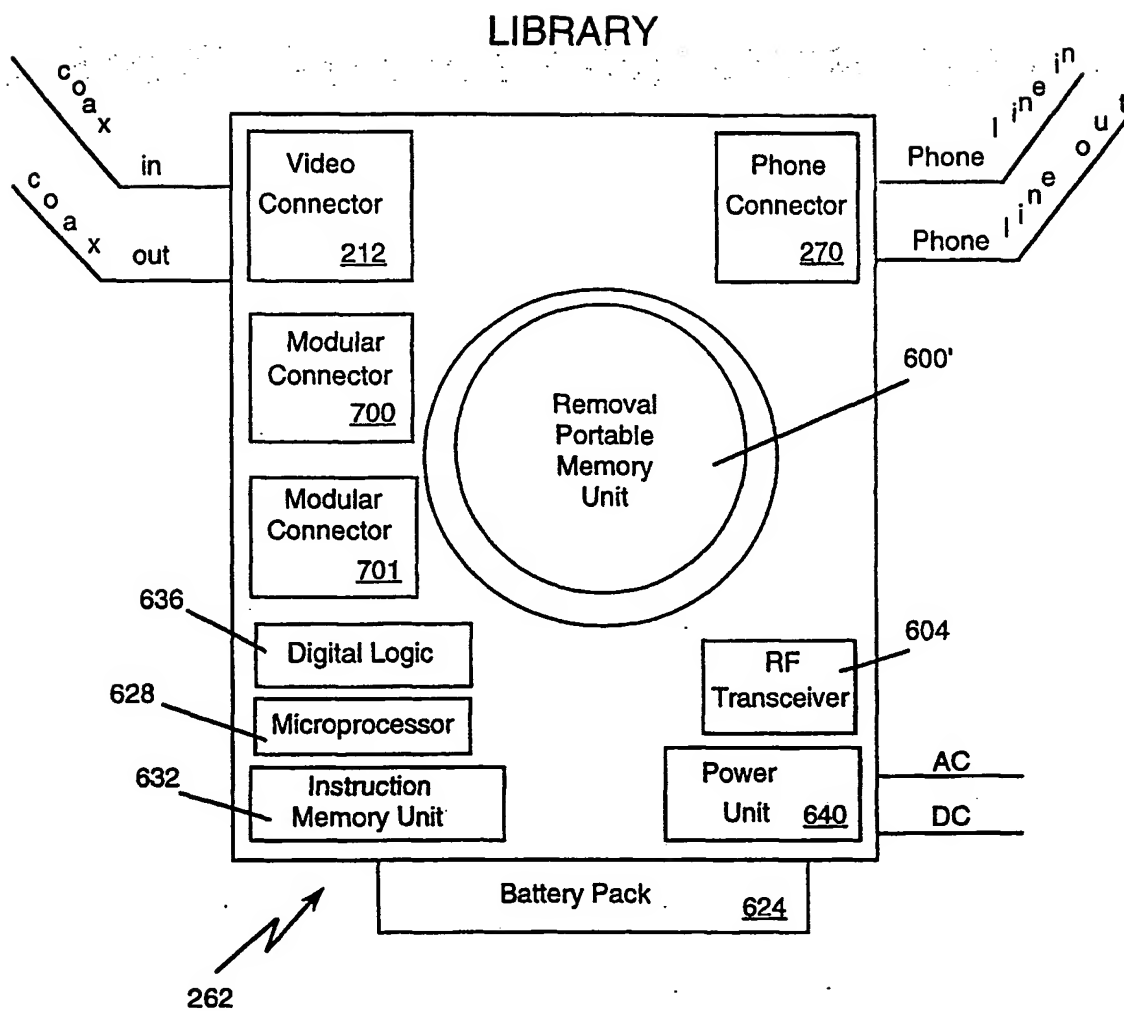 LIBRARY
coax in
coax out
Video
Connector
212
Phone
Connector
270
Phone line in
Phone line out
Modular
Connector
700
Removal
Portable
Memory
Unit
600'
Modular
Connector
701
636
Digital Logic
628
Microprocessor
632
Instruction
Memory Unit
604
RF
Transceiver
Power
Unit
640
AC
DC
Battery Pack
624
262